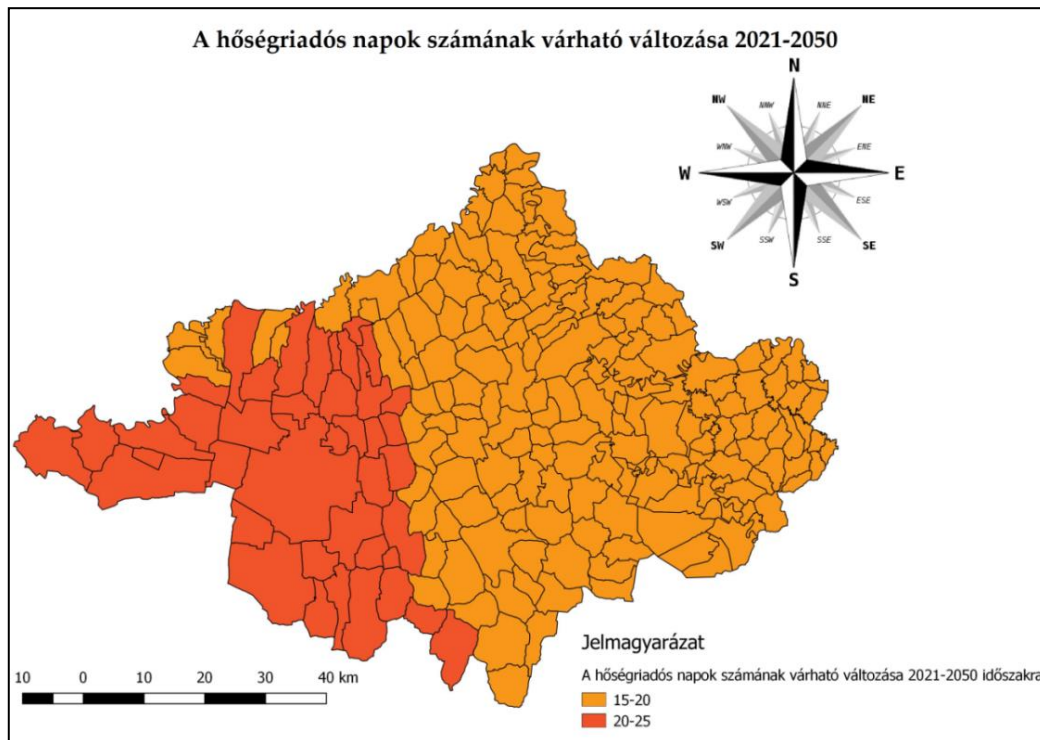 A hőségriadós napok számának várható változása 2021-2050
N
NNW NNE
NW NE
WNW ENE
W E
WSW ESE
SW SE
SSW SSE
S
Jelmagyarázat
A hőségriadós napok számának várható változása 2021-2050 időszakra
15-20
20-25
10 0 10 20 30 40 km